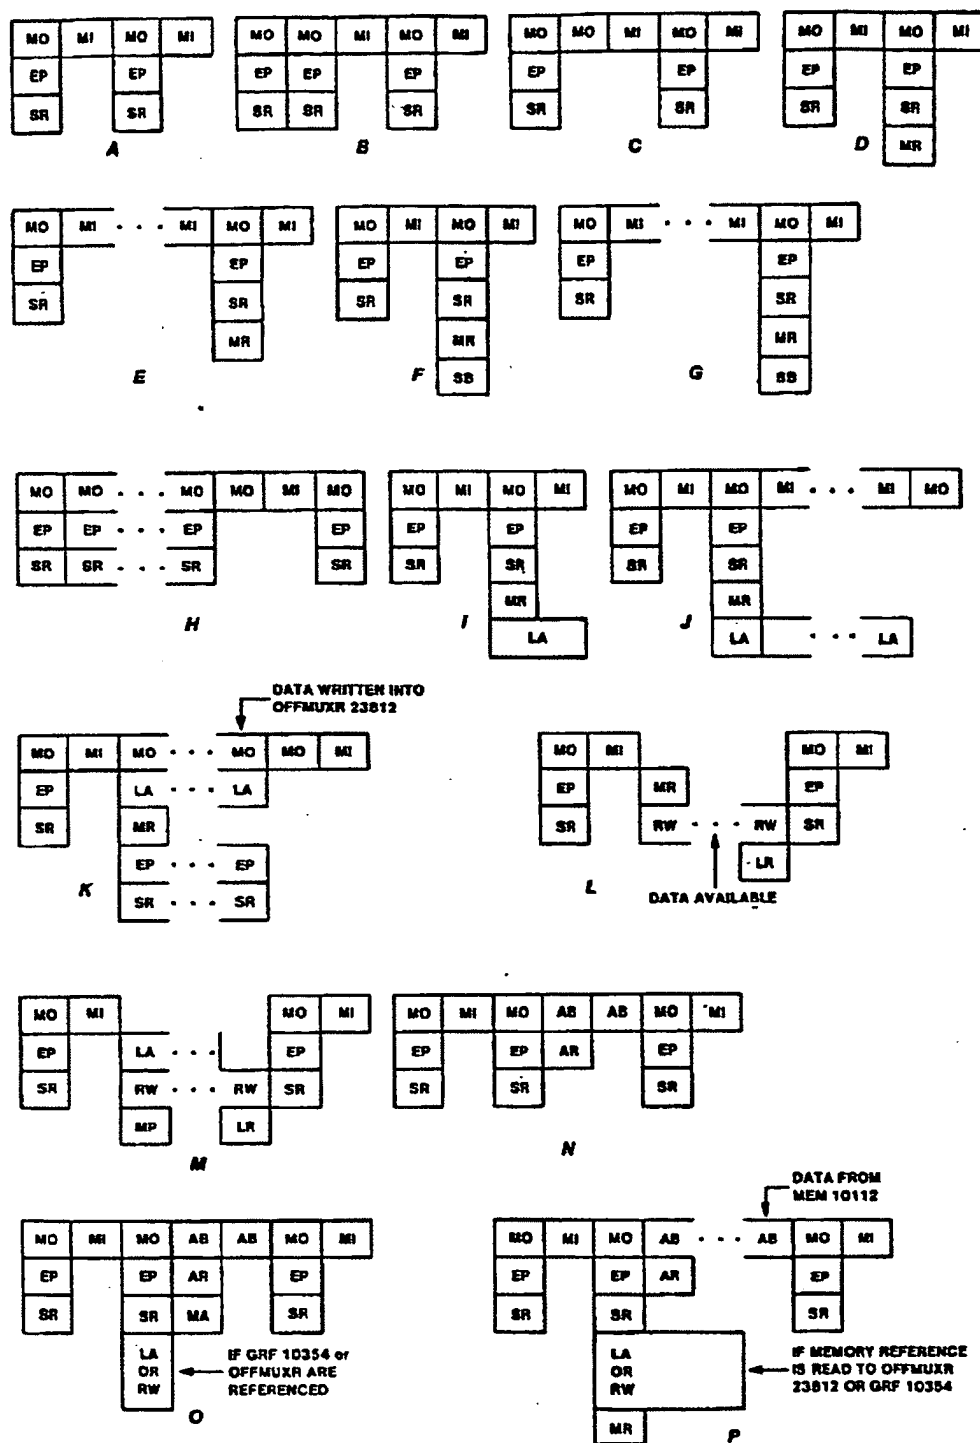 MO MI MO MI
EP EP
SR SR
A
MO MO MI MO MI
EP EP EP
SR SR SR
B
MO MO MI MO MI
EP EP
SR SR
C
MO MI MO MI
EP EP
SR SR
MR
D
MO MI • • • MI MO MI
EP EP
SR SR
MR
E
MO MI MO MI
EP EP
SR SR
MR
SB
F
MO MI • • • MI MO MI
EP EP
SR SR
MR
SB
G
MO MO • • • MO MO MI MO
EP EP • • • EP EP
SR SR • • • SR SR
H
MO MI MO MI
EP EP
SR SR
MR
LA
I
MO MI MO MI • • • MI MO
EP EP
SR SR
MR
LA • • • LA
J
DATA WRITTEN INTO
OFFMUXR 23812
MO MI MO • • • MO MO MI
EP LA • • • LA
SR MR
EP • • • EP
SR • • • SR
K
MO MI MO MI
EP MR EP
SR RW • • • RW SR
LR
L
DATA AVAILABLE
MO MI MO MI
EP LA • • • EP
SR RW • • • RW SR
MP LR
M
MO MI MO AB AB MO MI
EP EP AR EP
SR SR SR
N
MO MI MO AB AB MO MI
EP EP AR EP
SR SR MA SR
LA
OR
RW
IF GRF 10354 or
OFFMUXR ARE
REFERENCED
O
DATA FROM
MEM 10112
MO MI MO AB • • • AB MO MI
EP EP AR EP
SR SR SR
LA
OR
RW
IF MEMORY REFERENCE
IS READ TO OFFMUXR
23812 OR GRF 10354
MR
P